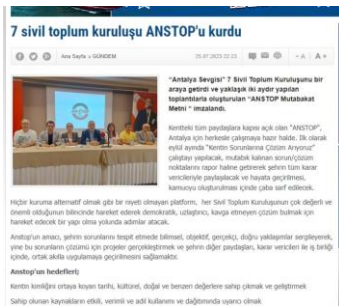 7 sivil toplum kuruluşu ANSTOP'u kurdu
Ana Sayfa » GÜNDEM
25.07.2023 22:23
- A | A +
"Antalya Sevgisi" 7 Sivil Toplum Kuruluşunu bir
araya getirdi ve yaklaşık iki aydır yapılan
toplantılarla oluşturulan "ANSTOP Mutabakat
Metni " imzalandı.
Kentteki tüm paydaşlara kapısı açık olan "ANSTOP",
Antalya için herkesle çalışmaya hazır halde. İlk olarak
eylül ayında "Kentin Sorunlarına Çözüm Arıyoruz"
çalıştayı yapılacak, mutabık kalınan sorun/çözüm
noktalarını rapor haline getirerek şehrin tüm karar
vericileriyle paylaşılacak ve hayata geçirilmesi,
kamuoyu oluşturulması içinde çaba sarf edilecek.
Hiçbir kuruma alternatif olmak gibi bir niyeti olmayan platform, her Sivil Toplum Kuruluşunun çok değerli ve
önemli olduğunun bilincinde hareket ederek demokratik, uzlaştırıcı, kavga etmeyen çözüm bulmak için
hareket edecek bir yapı olma yolunda adımlar atacak.
Anstop'un amacı, şehrin sorunlarını tespit etmede bilimsel, objektif, gerçekçi, doğru yaklaşımlar sergileyerek,
yine bu sorunların çözümü için projeler gerçekleştirmek ve şehrin diğer paydaşları, karar vericileri ile iş birliği
içinde, ortak akılla uygulamaya geçirilmesini sağlamaktır.
Anstop'un hedefleri;
Kentin kimliğini ortaya koyan tarihi, kültürel, doğal ve benzeri değerlere sahip çıkmak ve geliştirmek
Sahip olunan kaynakların etkili, verimli ve adil kullanımı ve dağıtımında uyarıcı olmak